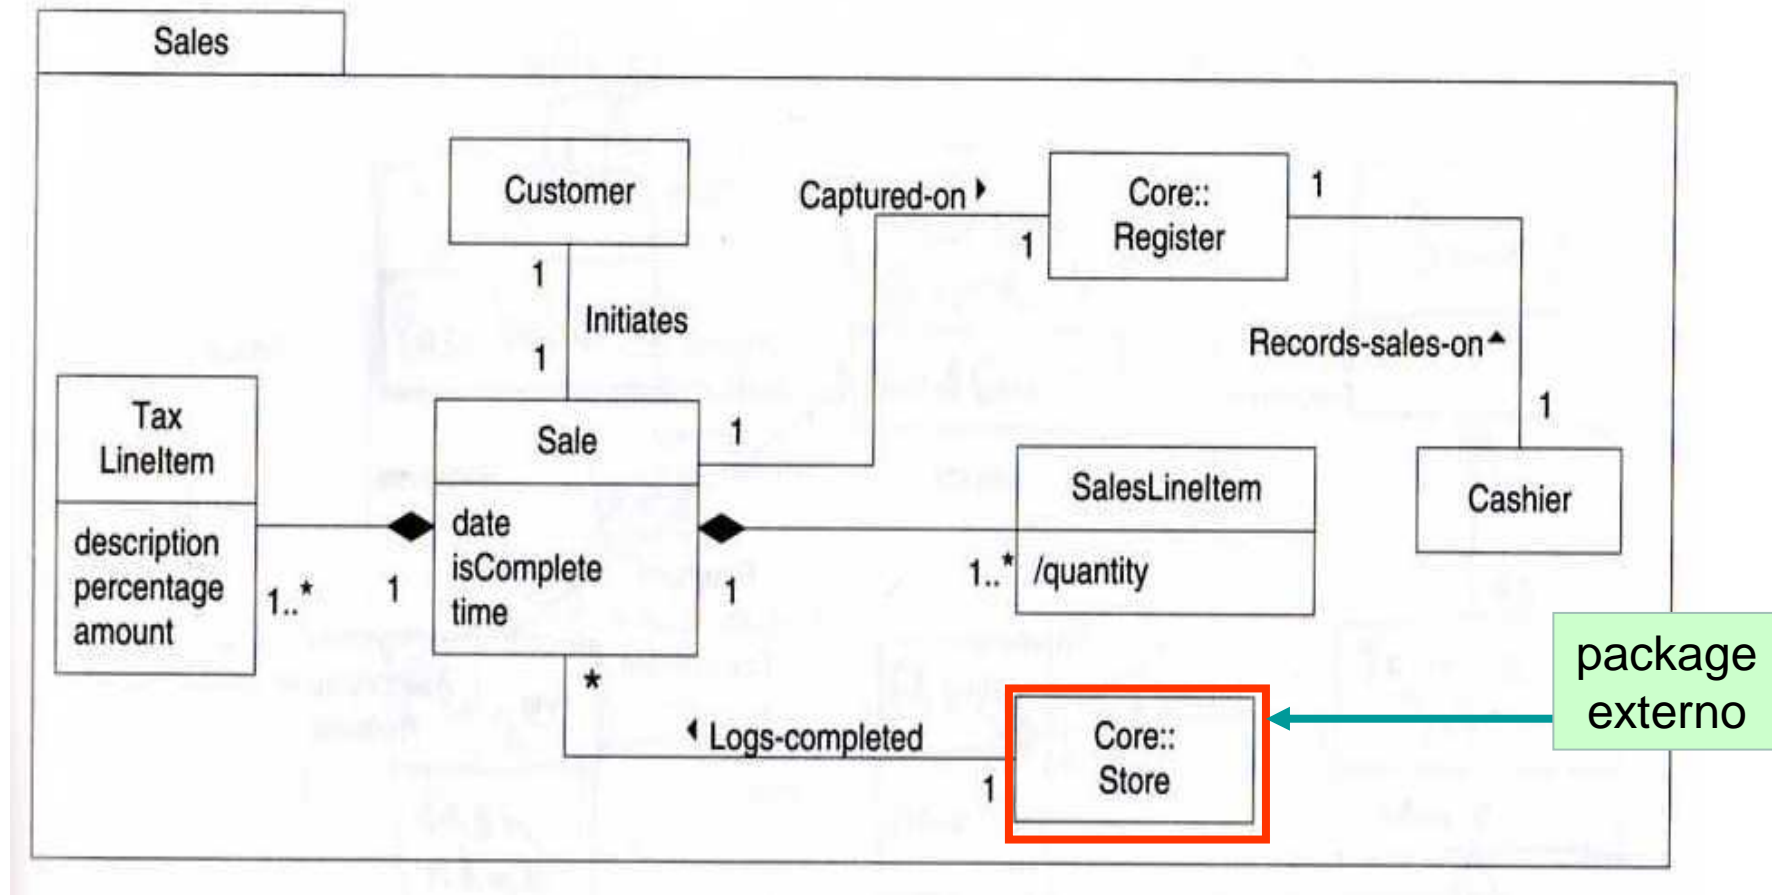 Sales
Customer
Captured-on
Core::
Register
1
1
1
Initiates
1
Records-sales-on
1
Tax
LineItem
description
percentage
amount
1..*
1
Sale
date
isComplete
time
1
1
*
SalesLineItem
/quantity
1..*
Cashier
Logs-completed
1
Core::
Store
package
externo